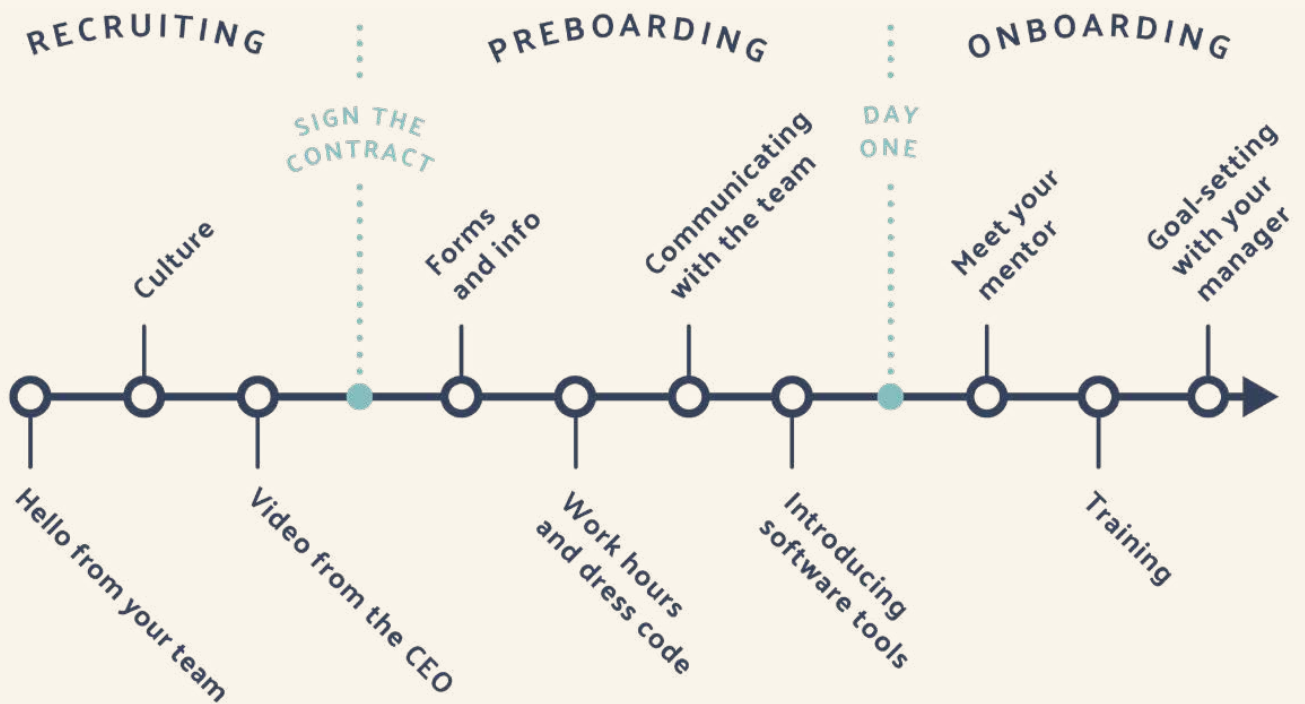 RECRUITING
PREBOARDING
ONBOARDING
SIGN THE
CONTRACT
DAY
ONE
Culture
Forms
and info
Communicating
with the team
Meet your
mentor
Goal-setting
with your
manager
Hello from your team
Video from the CEO
Work hours
and dress code
Introducing
software tools
Training